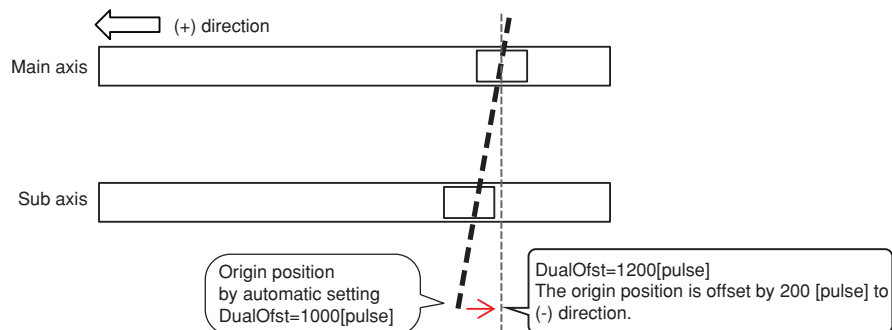 (+) direction
Main axis
Sub axis
Origin position
by automatic setting
DualOfst=1000[pulse]
DualOfst=1200[pulse]
The origin position is offset by 200 [pulse] to
(-) direction.